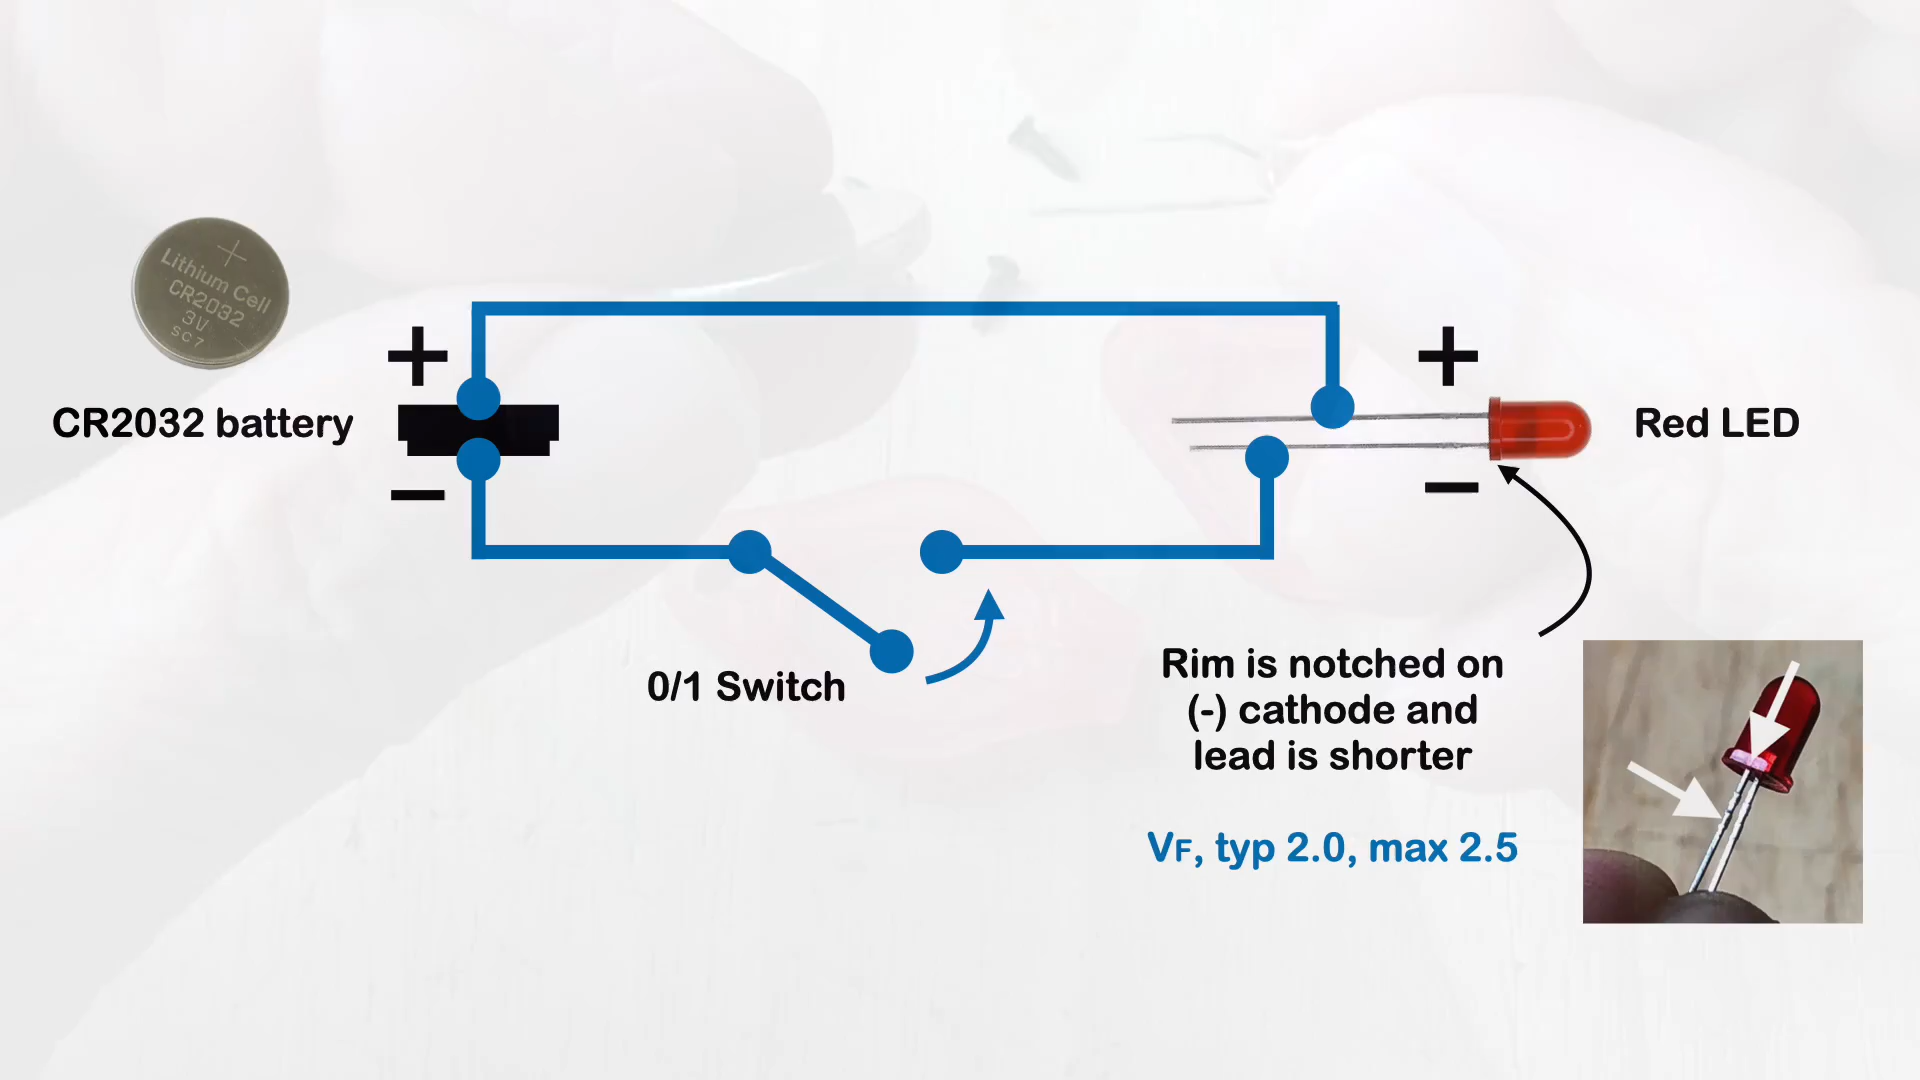 +
Lithium Cell
CR2032
3V
SC7
+
CR2032 battery
−
+
Red LED
−
0/1 Switch
Rim is notched on
(-) cathode and
lead is shorter
VF, typ 2.0, max 2.5